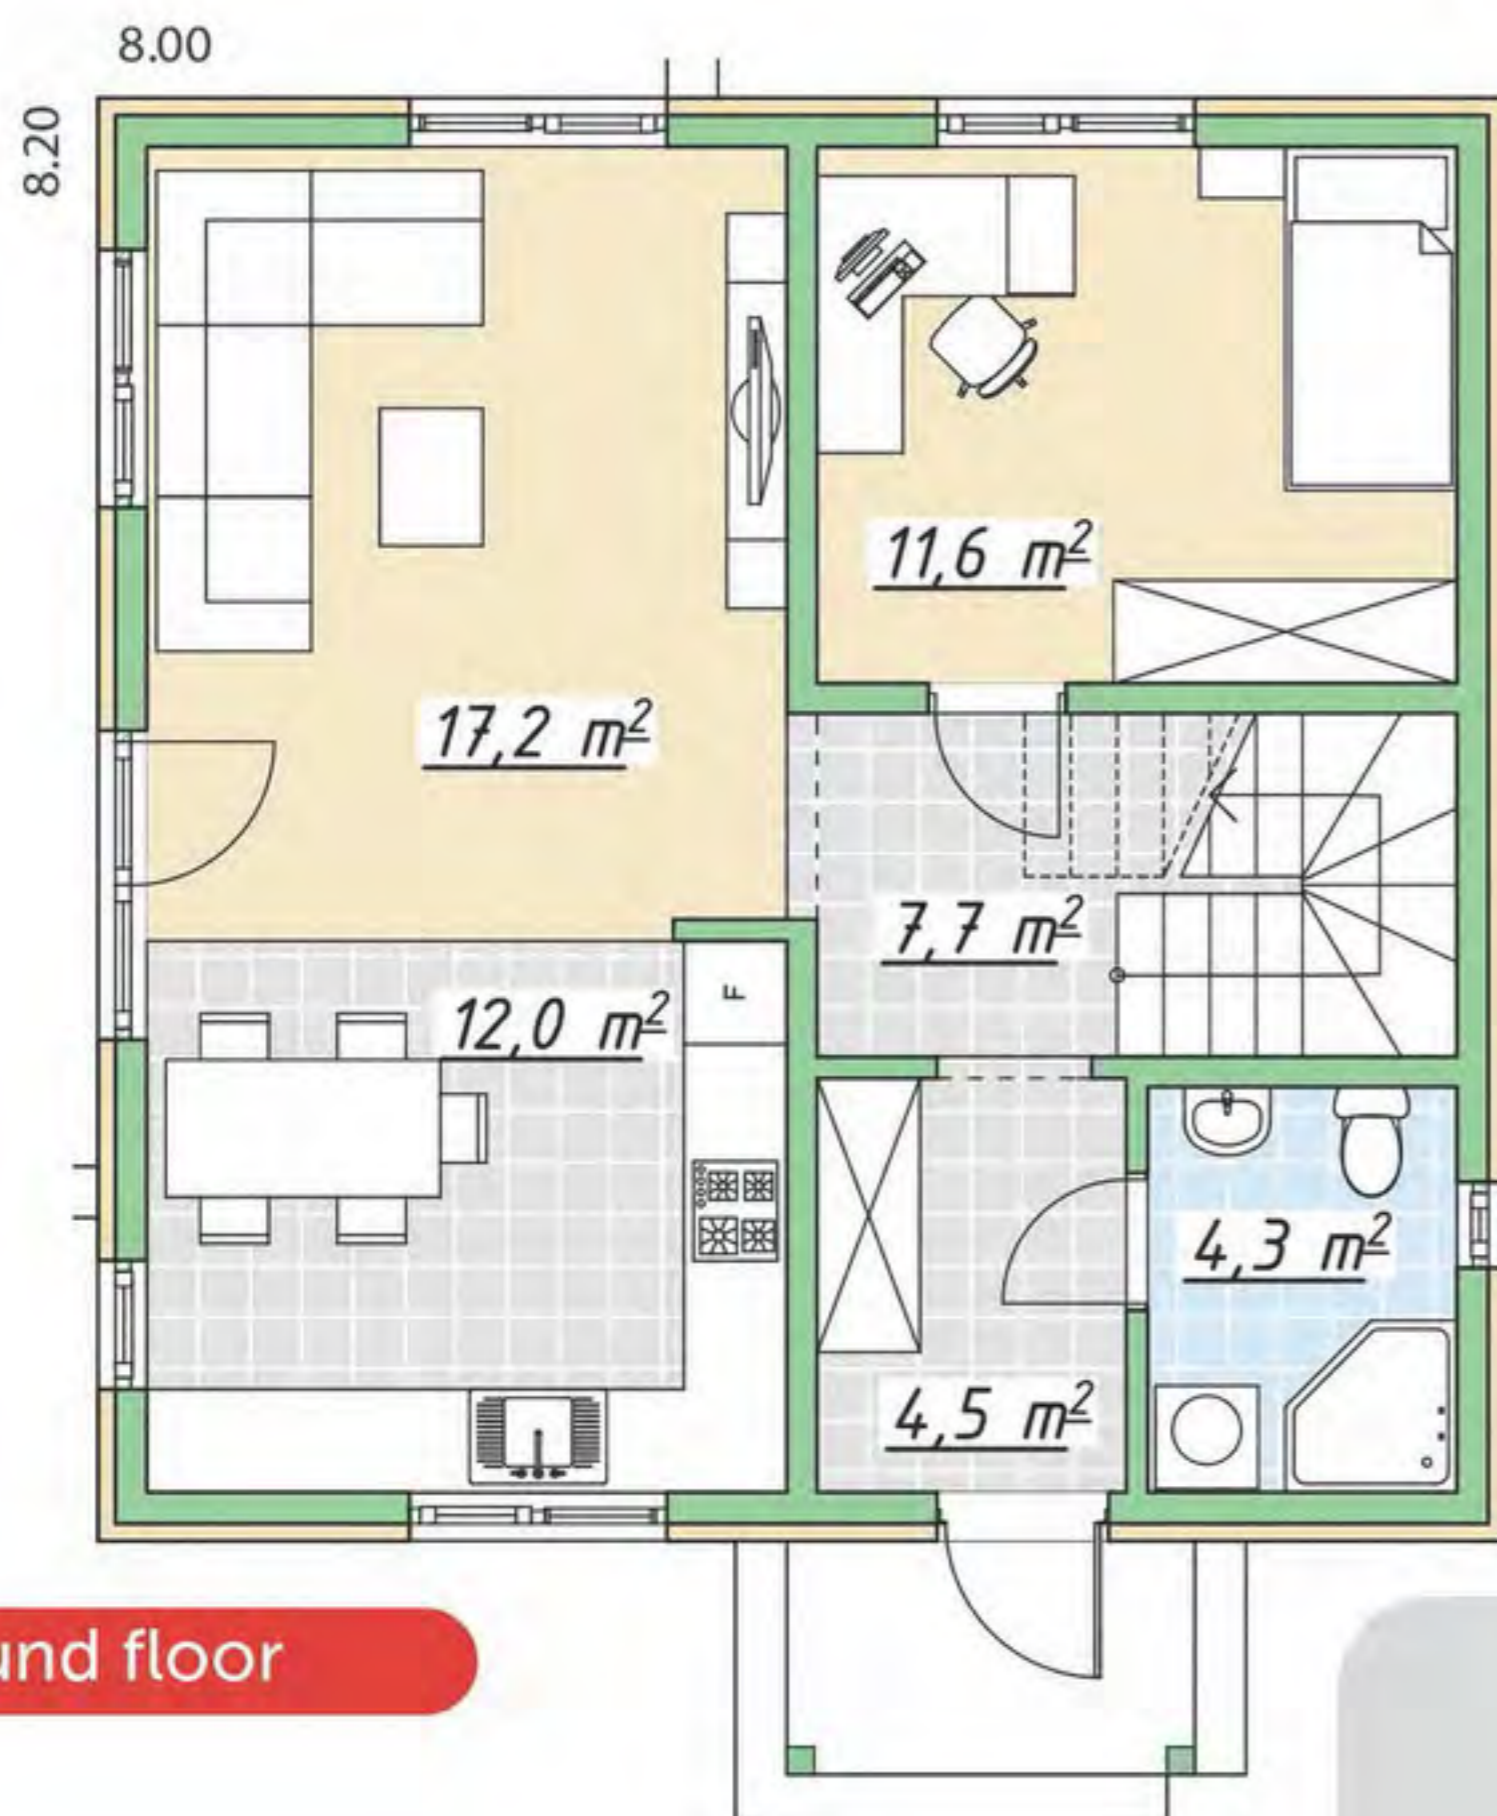 8.00
8.20
11,6 m²
17,2 m²
7,7 m²
12,0 m²
F
4,3 m²
4,5 m²
und floor